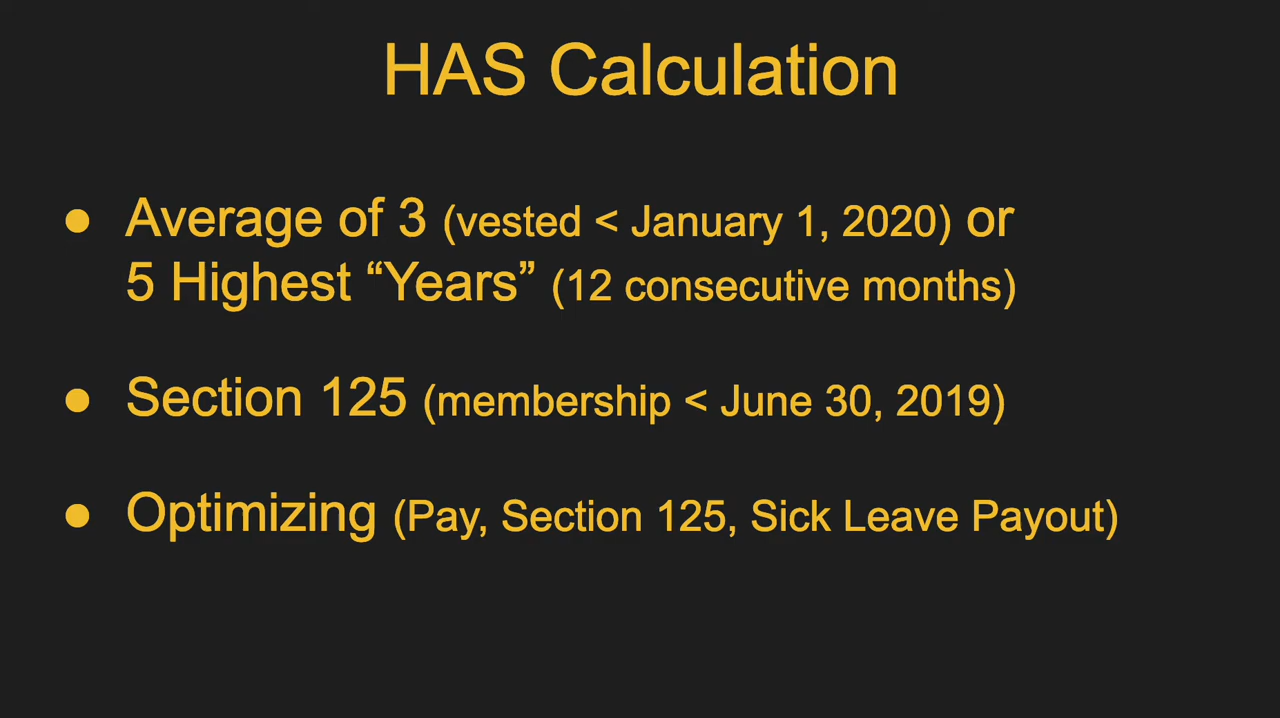 HAS Calculation
● Average of 3 (vested < January 1, 2020) or
5 Highest “Years” (12 consecutive months)
● Section 125 (membership < June 30, 2019)
● Optimizing (Pay, Section 125, Sick Leave Payout)